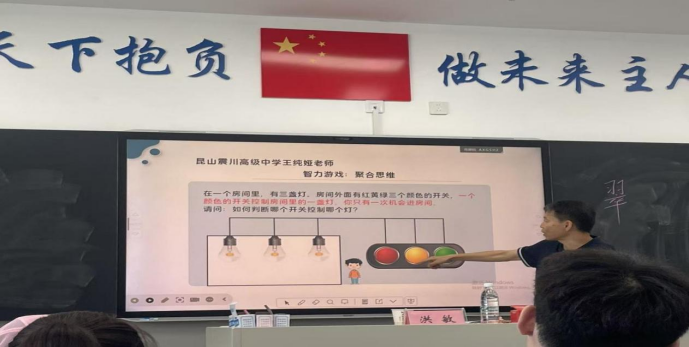 天下抱负
做未来主人
昆山震川高级中学王纯娅老师
智力游戏：聚合思维
在一个房间里，有三盏灯，房间外面有红黄绿三个颜色的开关，一个
颜色的开关控制房间里的一盏灯，你只有一次机会进房间。
请问：如何判断哪个开关控制哪个灯？
翠
洪敏